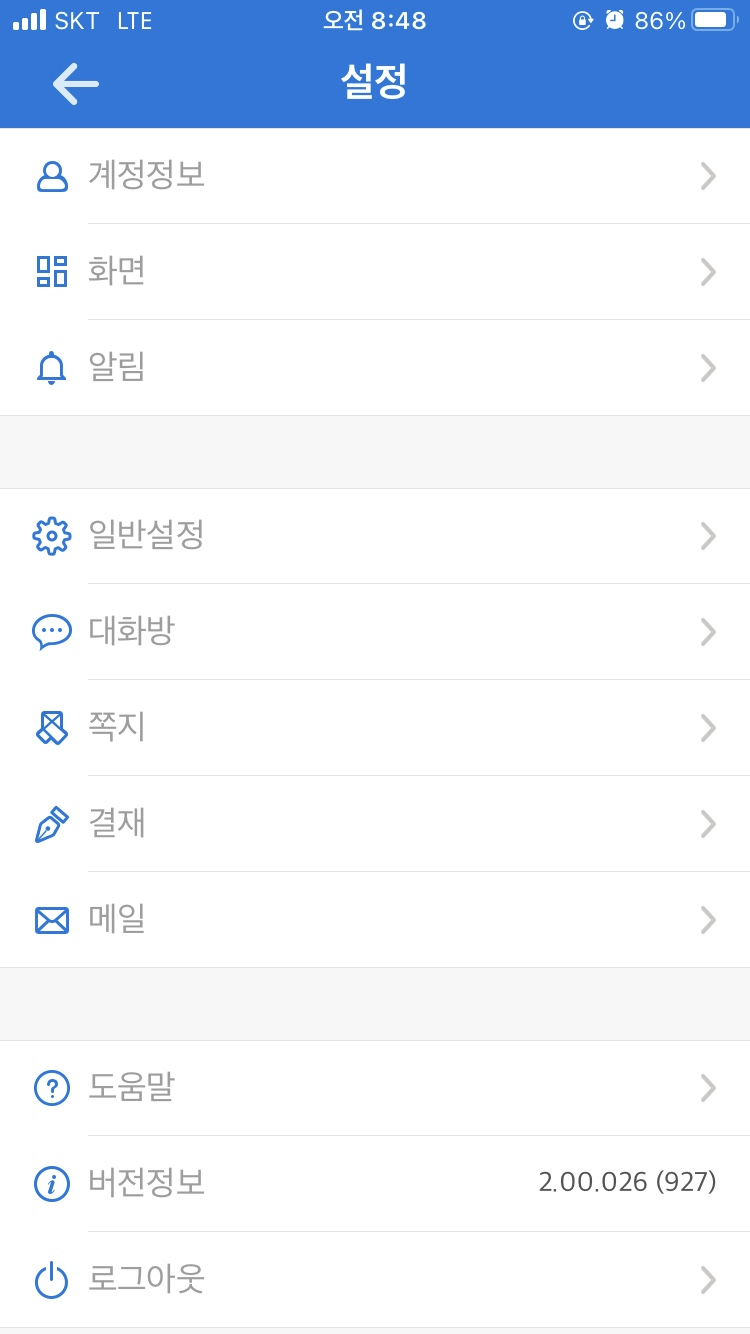 SKT LTE 오전 8:48 86%
설정
계정정보
화면
알림
일반설정
대화방
쪽지
결재
메일
도움말
버전정보 2.00.026 (927)
로그아웃